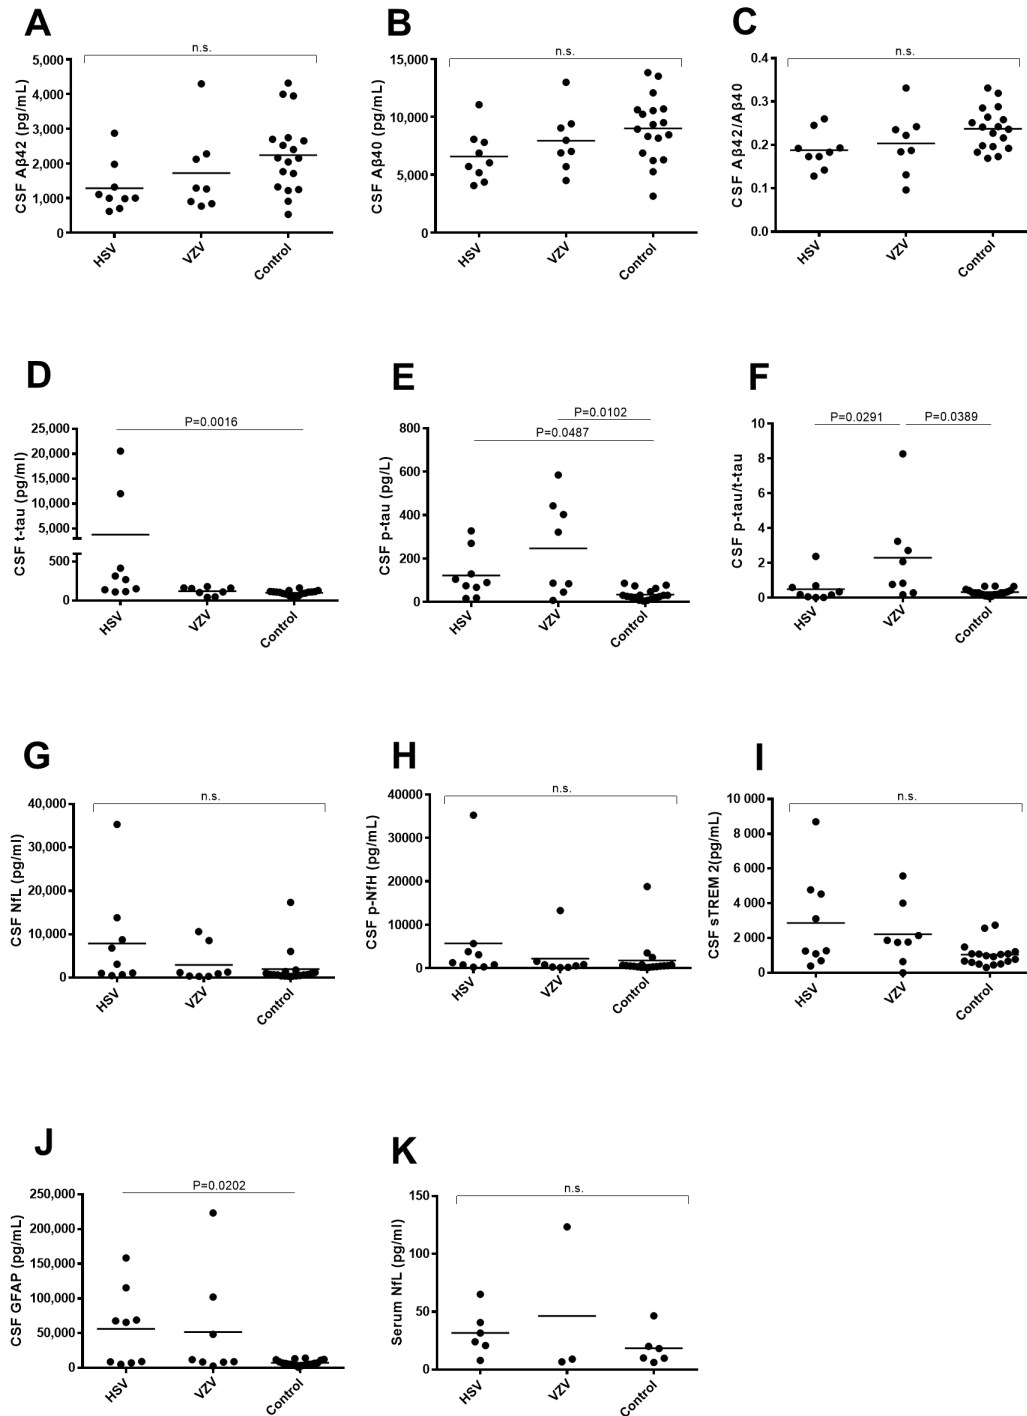 A
n.s.
CSF Aβ42 (pg/mL)
5,000
4,000
3,000
2,000
1,000
0
HSV
VZV
Control
B
n.s.
CSF Aβ40 (pg/mL)
15,000
10,000
5,000
0
HSV
VZV
Control
C
n.s.
CSF Aβ42/Aβ40
0.4
0.3
0.2
0.1
0.0
HSV
VZV
Control
D
P=0.0016
CSF t-tau (pg/ml)
25,000
20,000
15,000
10,000
5,000
500
0
HSV
VZV
Control
E
P=0.0102
P=0.0487
CSF p-tau (pg/L)
800
600
400
200
0
HSV
VZV
Control
F
P=0.0291
P=0.0389
CSF p-tau/t-tau
10
8
6
4
2
0
HSV
VZV
Control
G
n.s.
CSF NfL (pg/ml)
40,000
30,000
20,000
10,000
0
HSV
VZV
Control
H
n.s.
CSF p-NfH (pg/mL)
40000
30000
20000
10000
0
HSV
VZV
Control
I
n.s.
CSF sTREM 2(pg/mL)
10 000
8 000
6 000
4 000
2 000
0
HSV
VZV
Control
J
P=0.0202
CSF GFAP (pg/mL)
250,000
200,000
150,000
100,000
50,000
0
HSV
VZV
Control
K
n.s.
Serum NfL (pg/ml)
150
100
50
0
HSV
VZV
Control